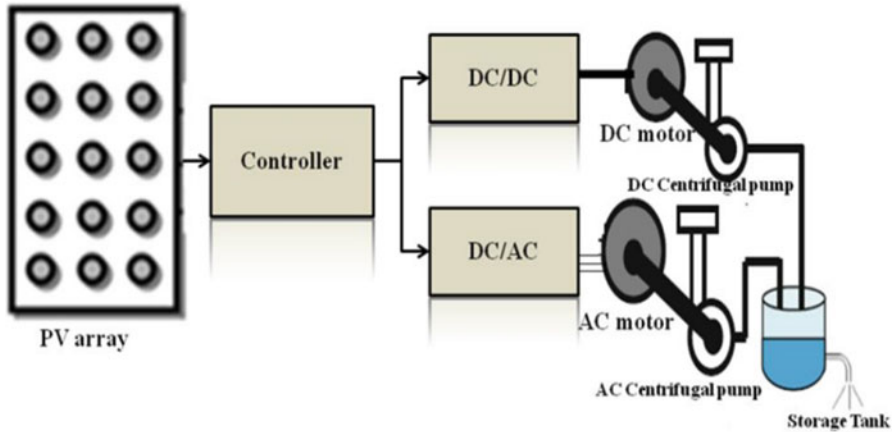 PV array
Controller
DC/DC
DC motor
DC Centrifugal pump
DC/AC
AC motor
AC Centrifugal pump
Storage Tank